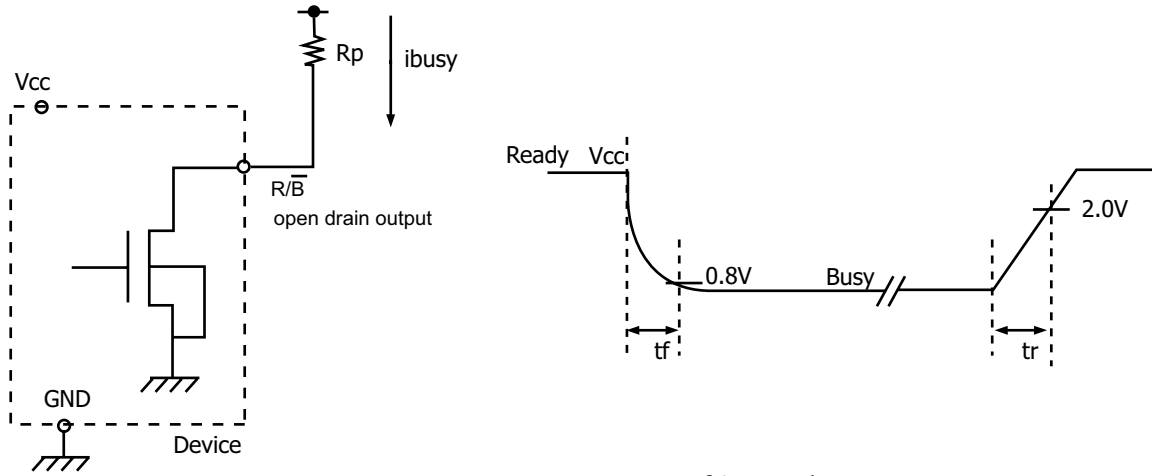 Rp
ibusy
Vcc
R/B̅
open drain output
GND
Device
Ready Vcc
2.0V
0.8V
Busy
tf
tr